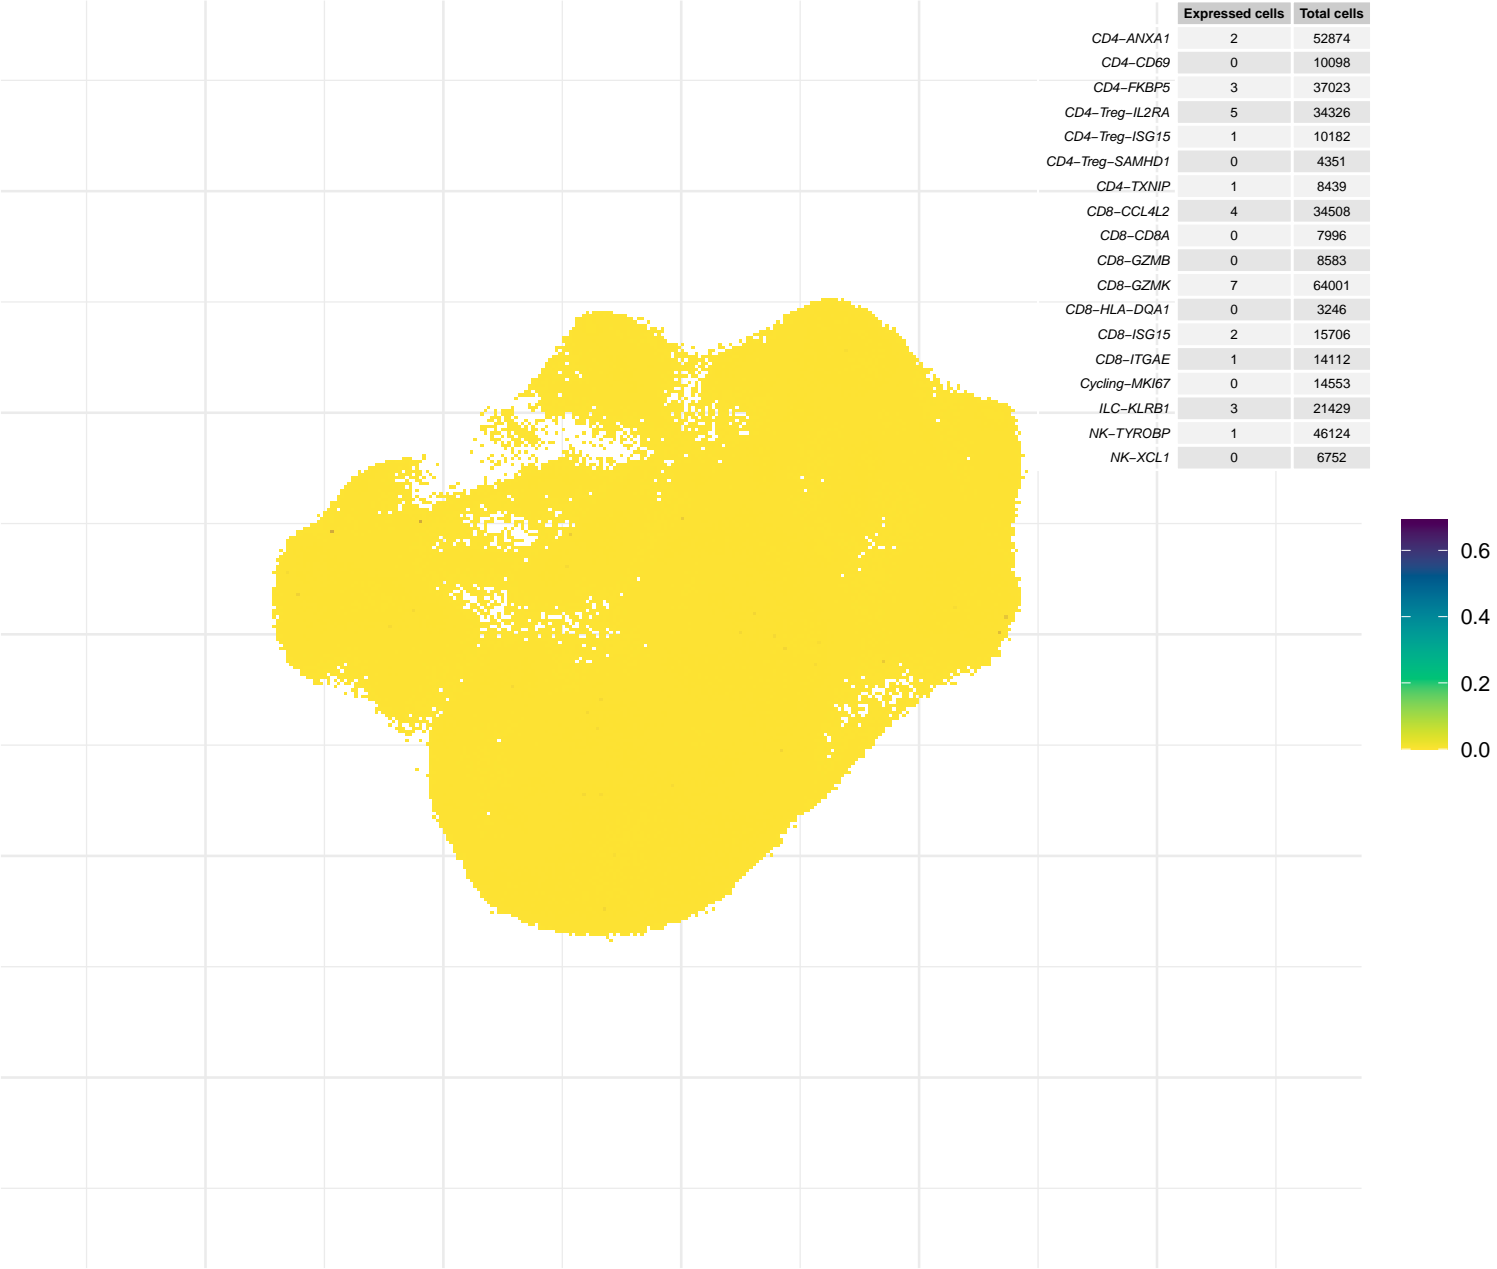 Expressed cells Total cells
CD4−ANXA1 2 52874
CD4−CD69 0 10098
CD4−FKBP5 3 37023
CD4−Treg−IL2RA 5 34326
CD4−Treg−ISG15 1 10182
CD4−Treg−SAMHD1 0 4351
CD4−TXNIP 1 8439
CD8−CCL4L2 4 34508
CD8−CD8A 0 7996
CD8−GZMB 0 8583
CD8−GZMK 7 64001
CD8−HLA−DQA1 0 3246
CD8−ISG15 2 15706
CD8−ITGAE 1 14112
Cycling−MKI67 0 14553
ILC−KLRB1 3 21429
NK−TYROBP 1 46124
NK−XCL1 0 6752
0.6
0.4
0.2
0.0